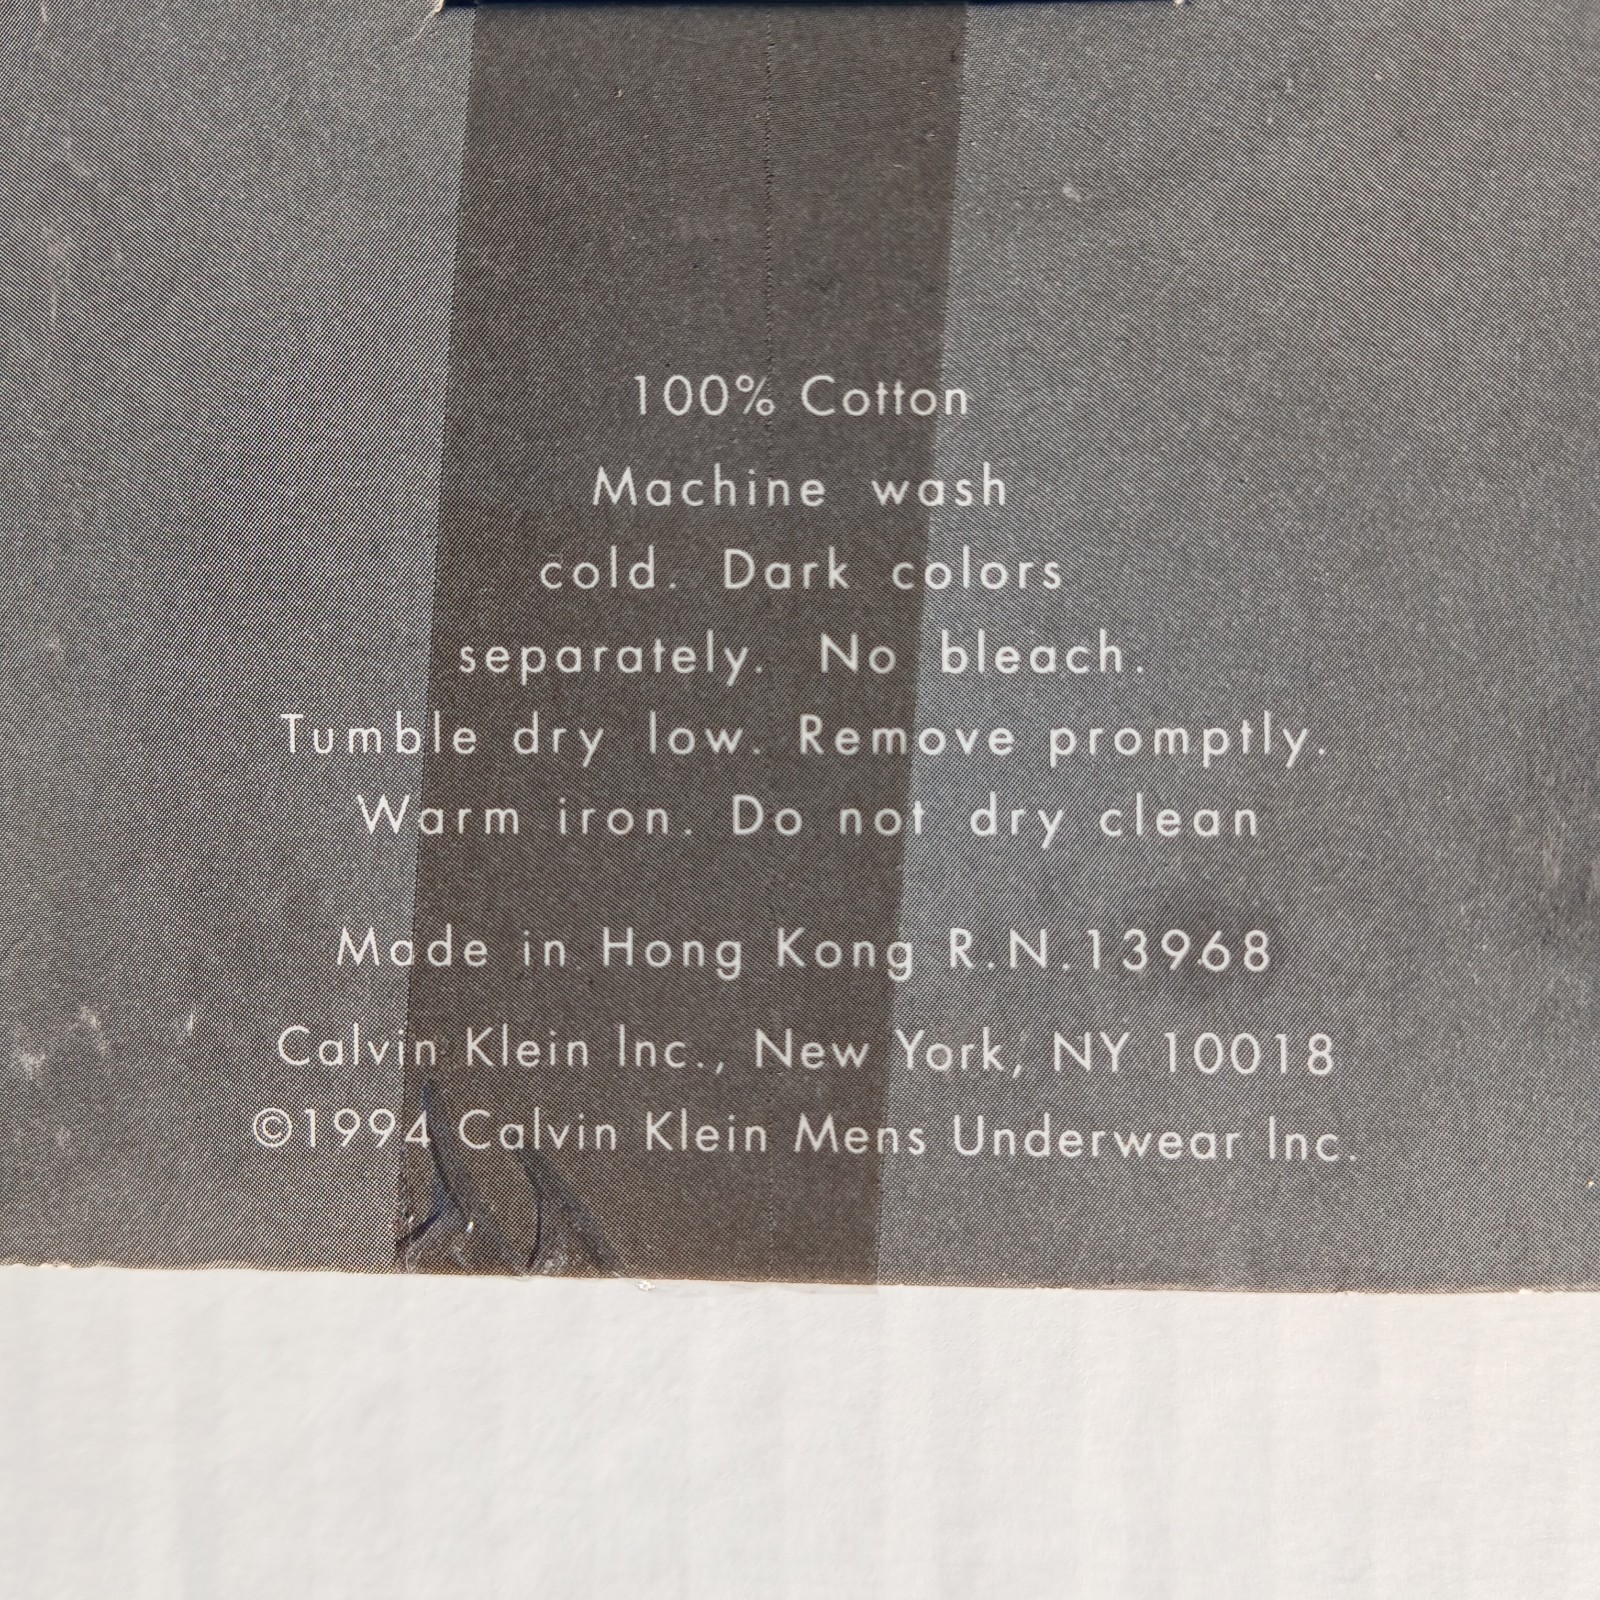 100% Cotton
Machine wash
cold. Dark colors
separately. No bleach.
Tumble dry low. Remove promptly.
Warm iron. Do not dry clean
Made in Hong Kong R.N.13968
Calvin Klein Inc., New York, NY 10018
©1994 Calvin Klein Mens Underwear Inc.